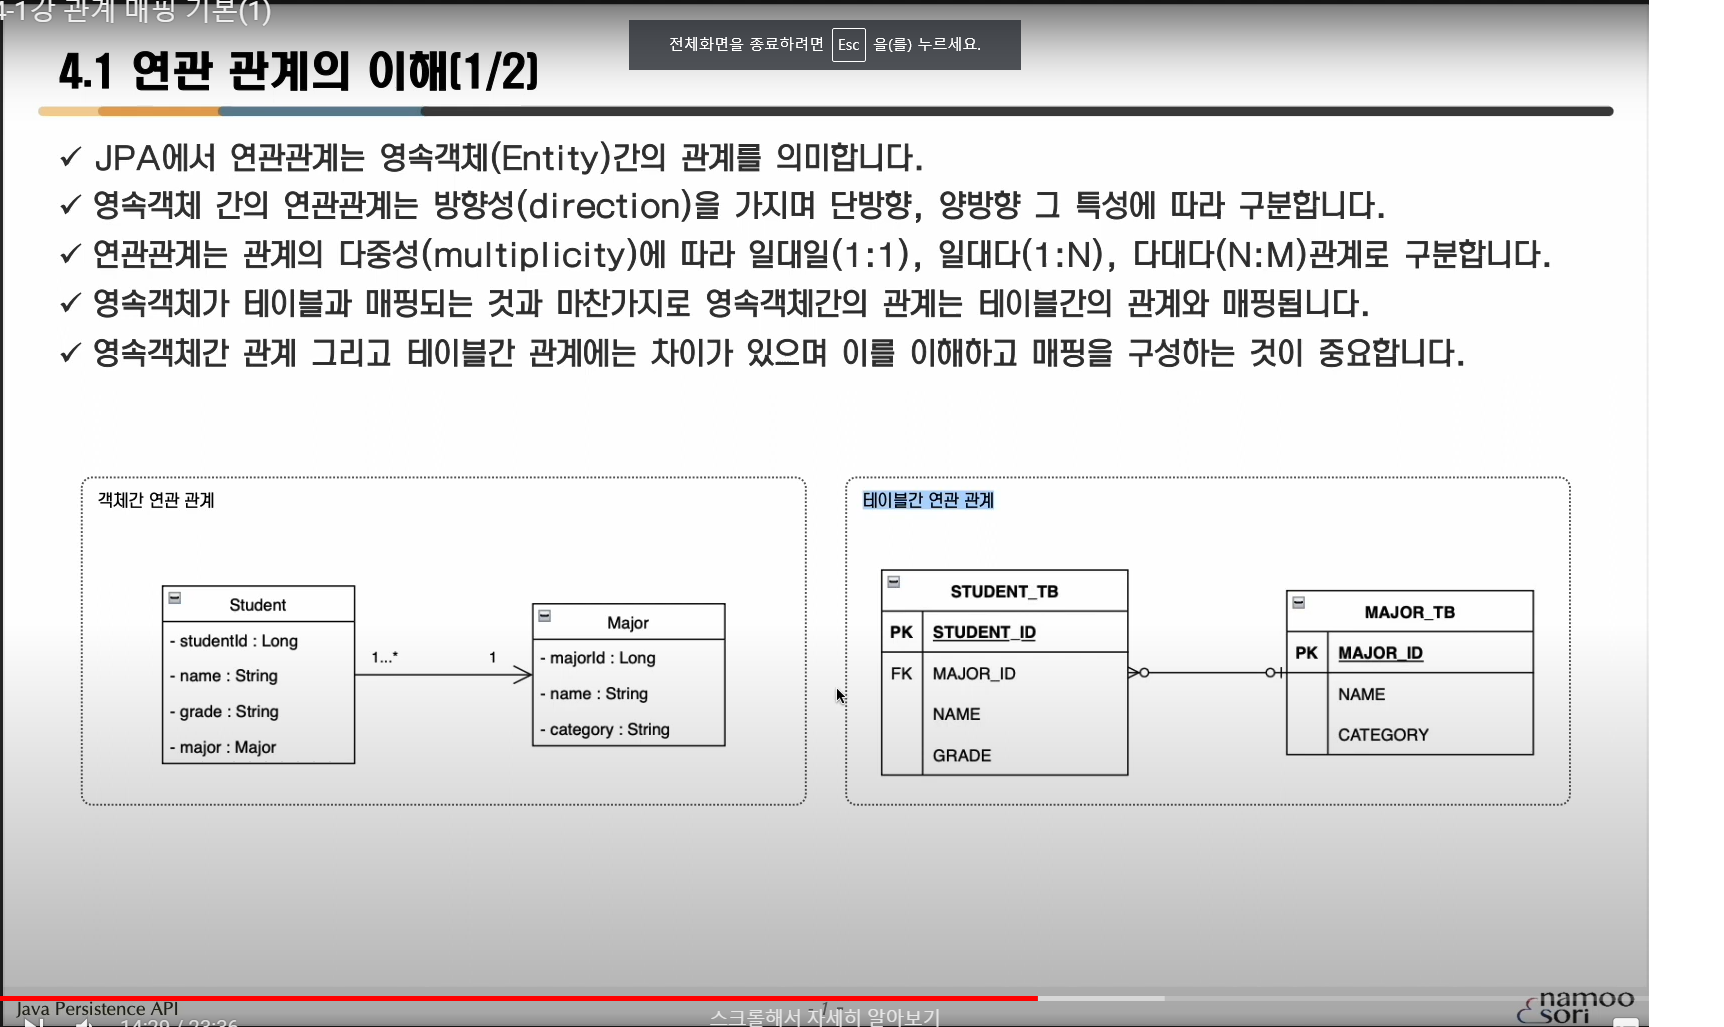 4-1강 관계 매핑 기본(1)
전체화면을 종료하려면 Esc 을(를) 누르세요.
4.1 연관 관계의 이해(1/2)
✓ JPA에서 연관관계는 영속객체(Entity)간의 관계를 의미합니다.
✓ 영속객체 간의 연관관계는 방향성(direction)을 가지며 단방향, 양방향 그 특성에 따라 구분합니다.
✓ 연관관계는 관계의 다중성(multiplicity)에 따라 일대일(1:1), 일대다(1:N), 다대다(N:M)관계로 구분합니다.
✓ 영속객체가 테이블과 매핑되는 것과 마찬가지로 영속객체간의 관계는 테이블간의 관계와 매핑됩니다.
✓ 영속객체간 관계 그리고 테이블간 관계에는 차이가 있으며 이를 이해하고 매핑을 구성하는 것이 중요합니다.
객체간 연관 관계
Student
- studentId : Long
- name : String
- grade : String
- major : Major
1...* 1
Major
- majorId : Long
- name : String
- category : String
테이블간 연관 관계
STUDENT_TB
PK STUDENT_ID
FK MAJOR_ID
NAME
GRADE
MAJOR_TB
PK MAJOR_ID
NAME
CATEGORY
Java Persistence API
- 1 -
namoo
sori
14:29 / 23:36
스크롤해서 자세히 알아보기